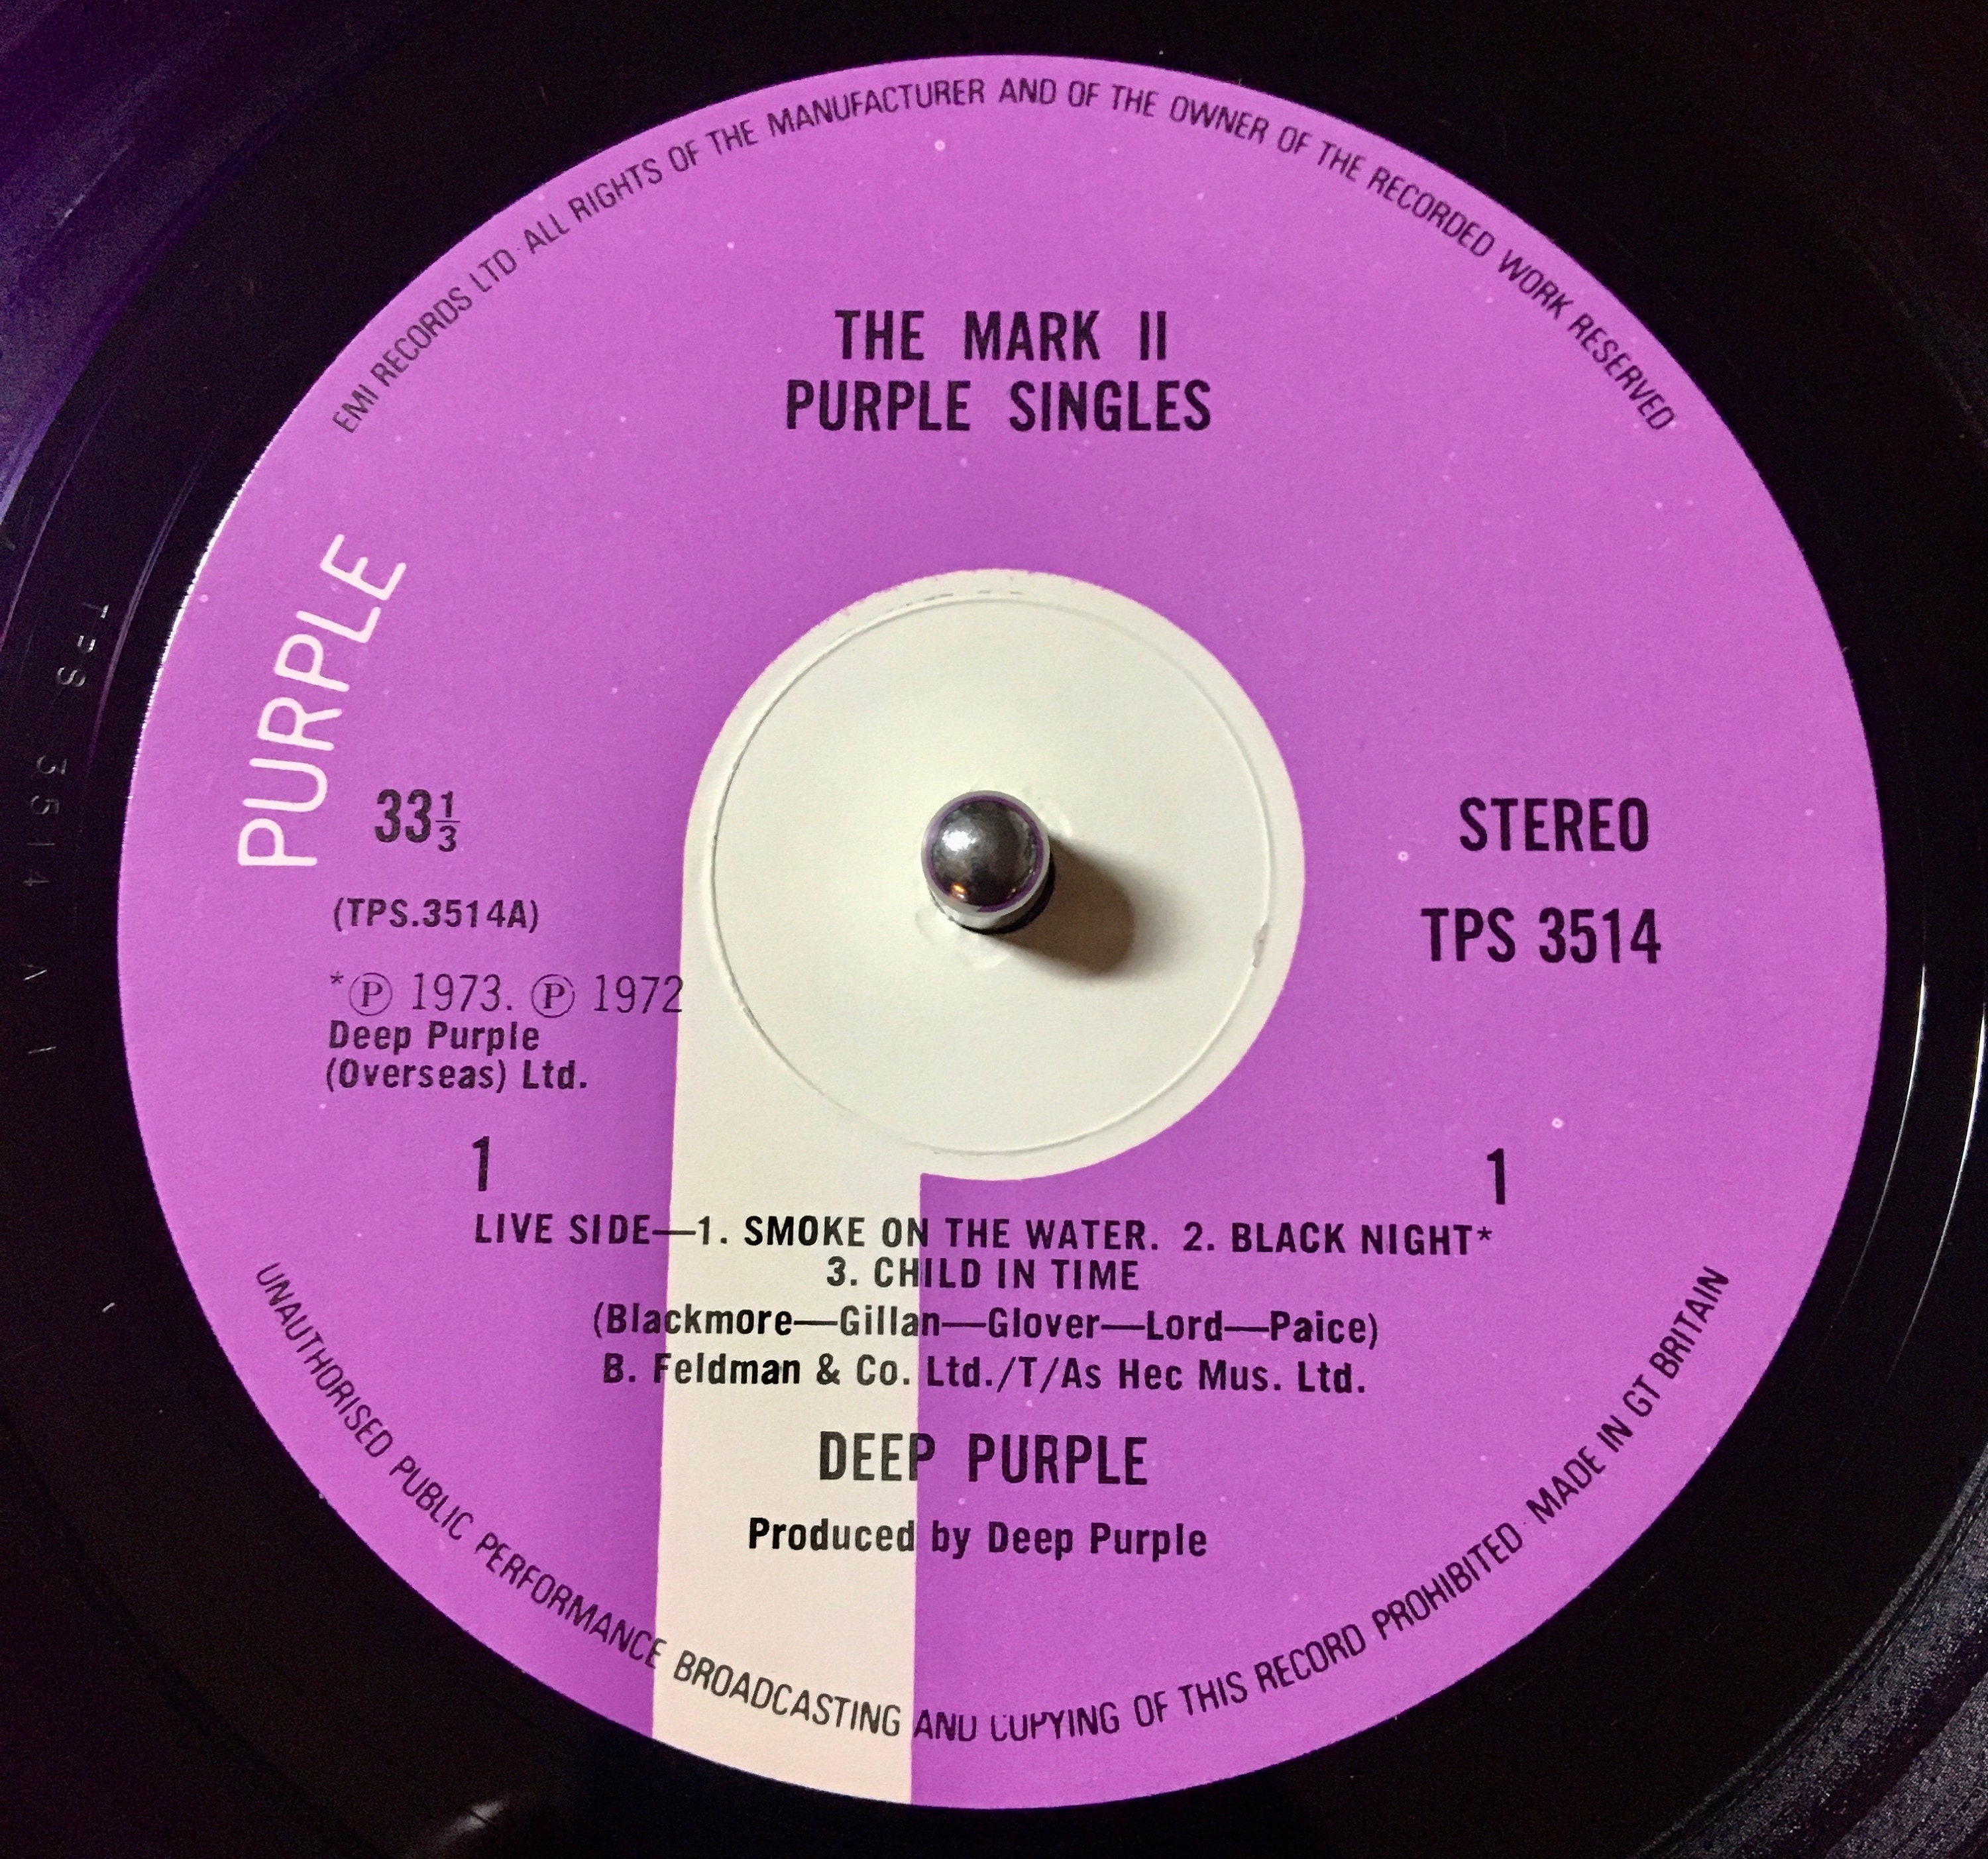 EMI RECORDS LTD · ALL RIGHTS OF THE MANUFACTURER AND OF THE OWNER OF THE RECORDED WORK RESERVED
THE MARK II
PURPLE SINGLES
PURPLE
33⅓
STEREO
(TPS.3514A)
TPS 3514
*Ⓟ 1973. Ⓟ 1972
Deep Purple
(Overseas) Ltd.
1
1
LIVE SIDE—1. SMOKE ON THE WATER. 2. BLACK NIGHT*
3. CHILD IN TIME
(Blackmore—Gillan—Glover—Lord—Paice)
B. Feldman & Co. Ltd./T/As Hec Mus. Ltd.
DEEP PURPLE
Produced by Deep Purple
UNAUTHORISED PUBLIC PERFORMANCE BROADCASTING AND COPYING OF THIS RECORD PROHIBITED · MADE IN GT BRITAIN
TPS 3514